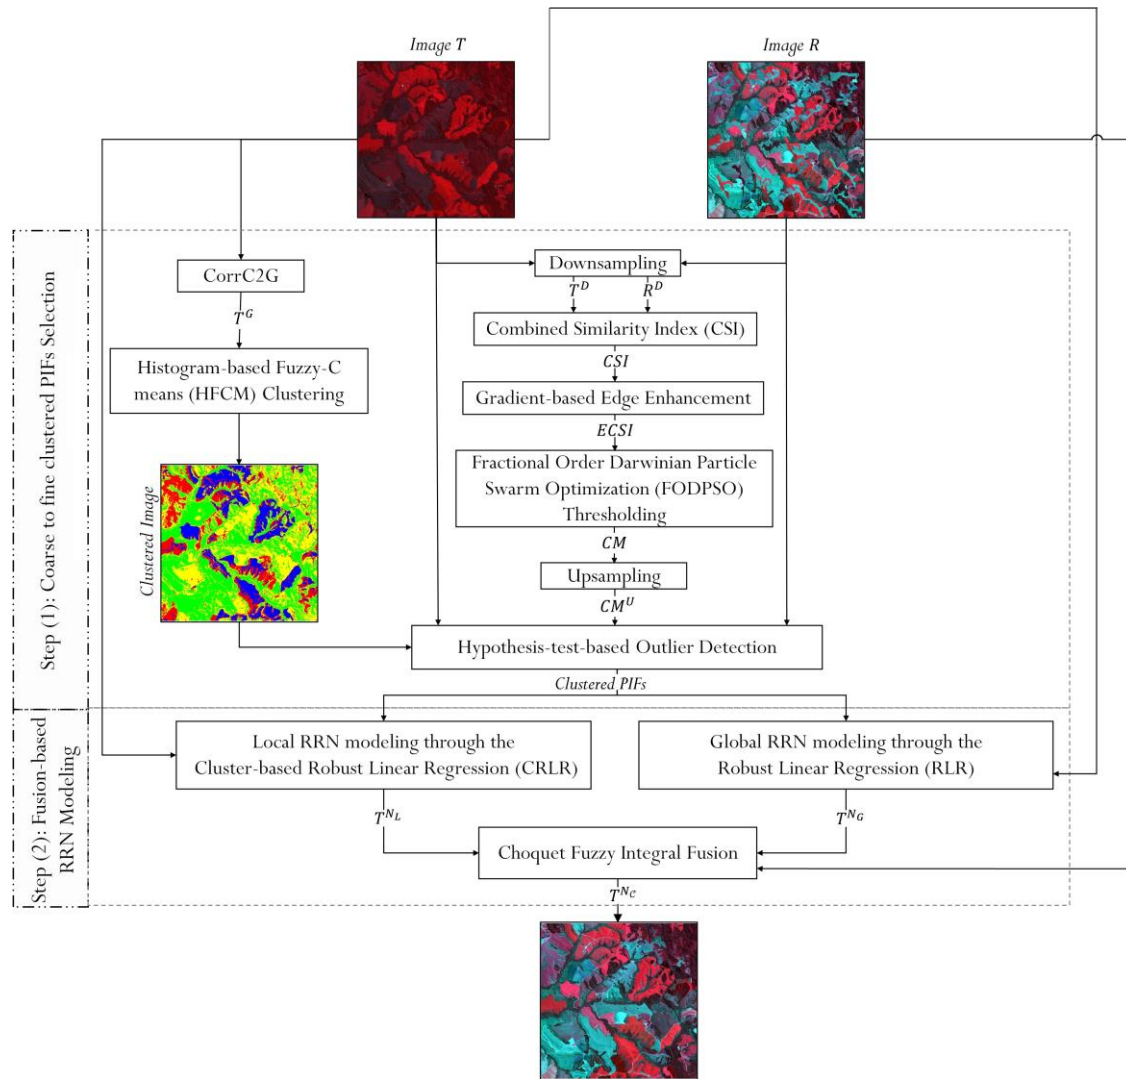 Image T
Image R
Step (1): Coarse to fine clustered PIFs Selection
CorrC2G
T^G
Histogram-based Fuzzy-C
means (HFCM) Clustering
Clustered Image
Downsampling
T^D
R^D
Combined Similarity Index (CSI)
CSI
Gradient-based Edge Enhancement
ECSI
Fractional Order Darwinian Particle
Swarm Optimization (FODPSO)
Thresholding
CM
Upsampling
CM^U
Hypothesis-test-based Outlier Detection
Clustered PIFs
Step (2): Fusion-based
RRN Modeling
Local RRN modeling through the
Cluster-based Robust Linear Regression (CRLR)
Global RRN modeling through the
Robust Linear Regression (RLR)
T^{N_L}
T^{N_G}
Choquet Fuzzy Integral Fusion
T^{N_C}